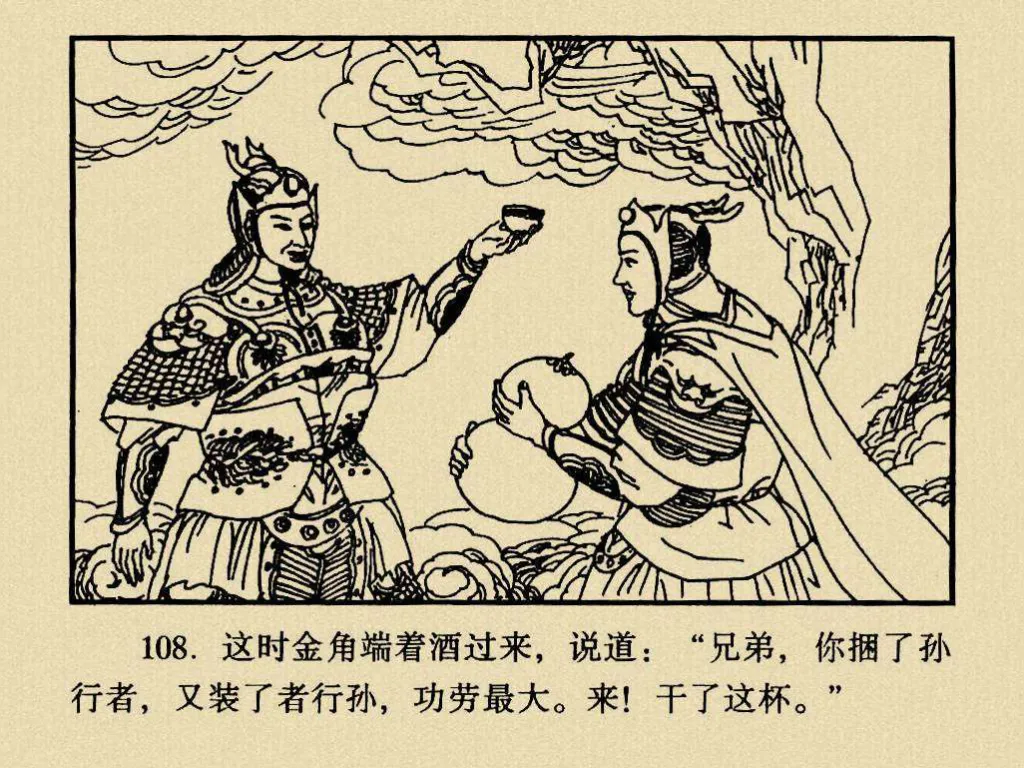 108. 这时金角端着酒过来，说道：“兄弟，你捆了孙
行者，又装了者行孙，功劳最大。来！干了这杯。”